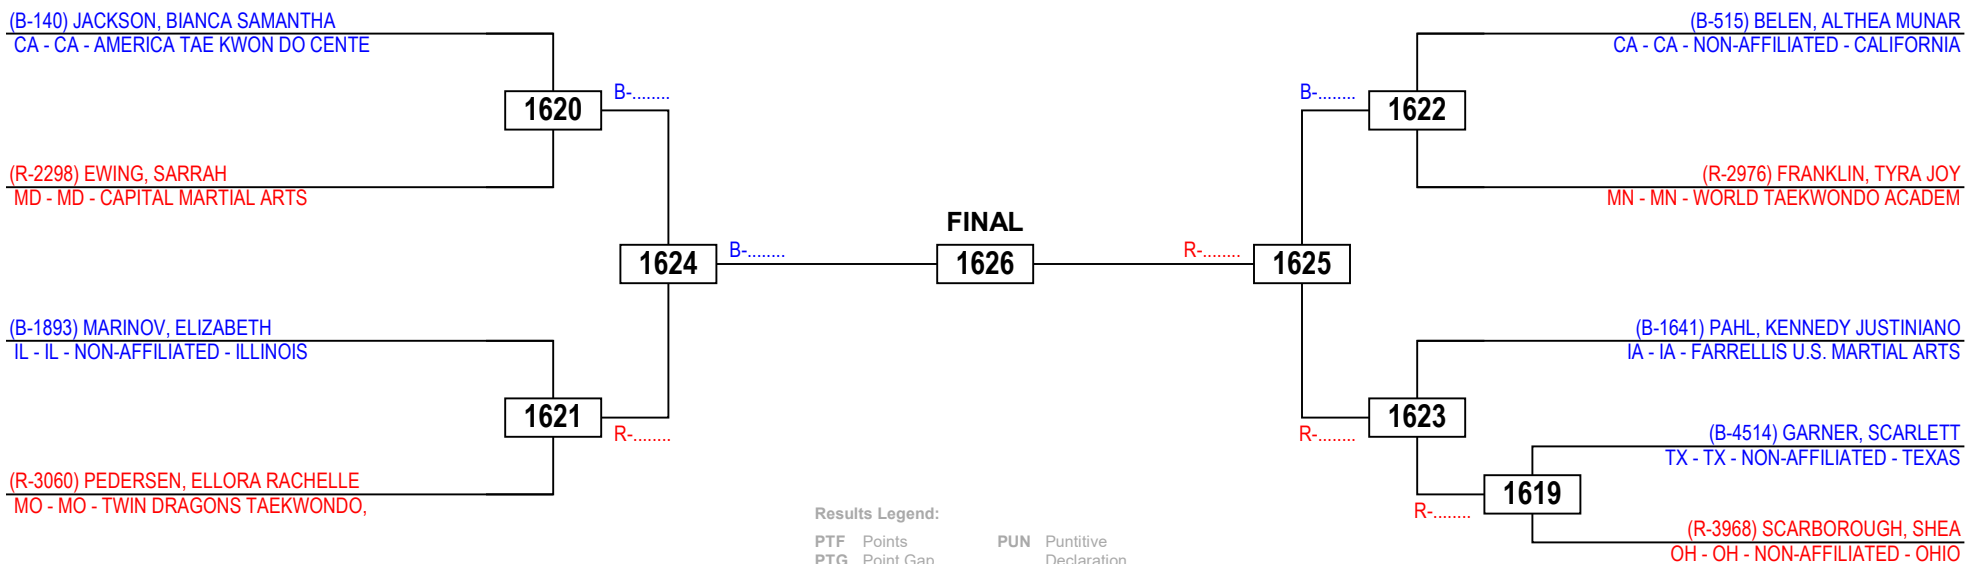 (B-140) JACKSON, BIANCA SAMANTHA
CA - CA - AMERICA TAE KWON DO CENTE
1620
B-........
(R-2298) EWING, SARRAH
MD - MD - CAPITAL MARTIAL ARTS
1624
B-........
(B-1893) MARINOV, ELIZABETH
IL - IL - NON-AFFILIATED - ILLINOIS
1621
R-........
(R-3060) PEDERSEN, ELLORA RACHELLE
MO - MO - TWIN DRAGONS TAEKWONDO,
FINAL
1626
(B-515) BELEN, ALTHEA MUNAR
CA - CA - NON-AFFILIATED - CALIFORNIA
B-........
1622
(R-2976) FRANKLIN, TYRA JOY
MN - MN - WORLD TAEKWONDO ACADEM
R-........
1625
(B-1641) PAHL, KENNEDY JUSTINIANO
IA - IA - FARRELLIS U.S. MARTIAL ARTS
1623
R-........
(B-4514) GARNER, SCARLETT
TX - TX - NON-AFFILIATED - TEXAS
1619
R-........
(R-3968) SCARBOROUGH, SHEA
OH - OH - NON-AFFILIATED - OHIO
Results Legend:
PTF Points
PTG Point Gap
PUN Puntitive
Declaration